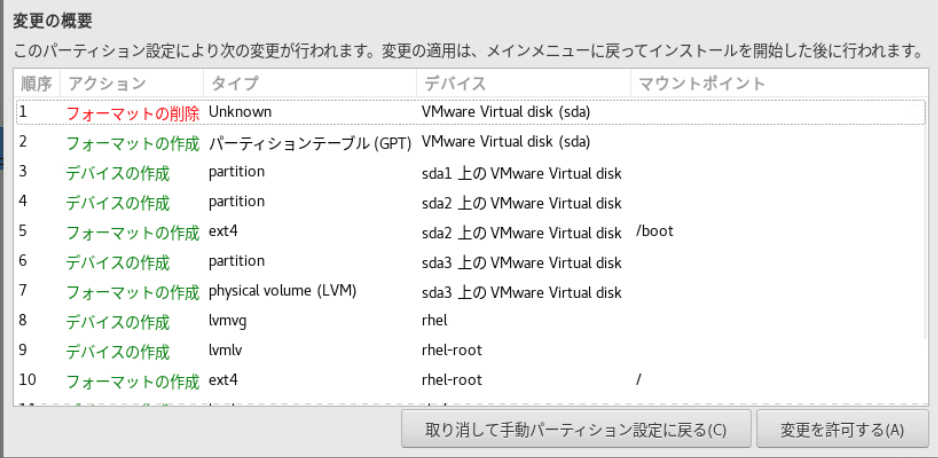 変更の概要
このパーティション設定により次の変更が行われます。変更の適用は、メインメニューに戻ってインストールを開始した後に行われます。
順序 アクション タイプ デバイス マウントポイント
1 フォーマットの削除 Unknown VMware Virtual disk (sda)
2 フォーマットの作成 パーティションテーブル (GPT) VMware Virtual disk (sda)
3 デバイスの作成 partition sda1 上の VMware Virtual disk
4 デバイスの作成 partition sda2 上の VMware Virtual disk
5 フォーマットの作成 ext4 sda2 上の VMware Virtual disk /boot
6 デバイスの作成 partition sda3 上の VMware Virtual disk
7 フォーマットの作成 physical volume (LVM) sda3 上の VMware Virtual disk
8 デバイスの作成 lvmvg rhel
9 デバイスの作成 lvmlv rhel-root
10 フォーマットの作成 ext4 rhel-root /
取り消して手動パーティション設定に戻る(C) 変更を許可する(A)